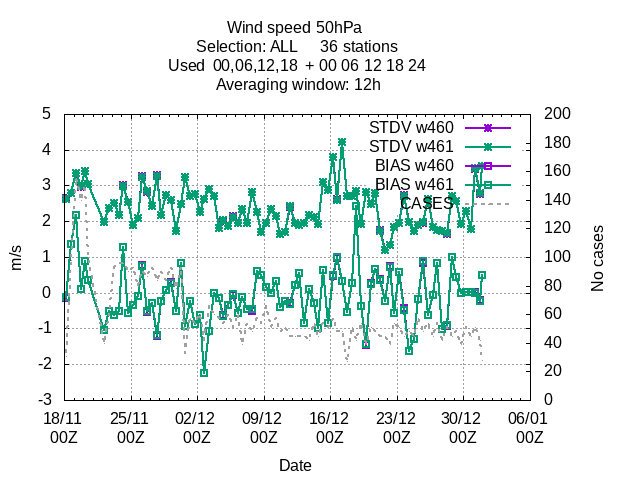 Wind speed 50hPa
Selection: ALL 36 stations
Used 00,06,12,18 + 00 06 12 18 24
Averaging window: 12h
5 200
4 180
3 160
2 140
1 120
0 100
-1 80
-2 60
-3 40
20
0
STDV w460
STDV w461
BIAS w460
BIAS w461
CASES
m/s
No cases
18/11 25/11 02/12 09/12 16/12 23/12 30/12 06/01
00Z 00Z 00Z 00Z 00Z 00Z 00Z 00Z
Date